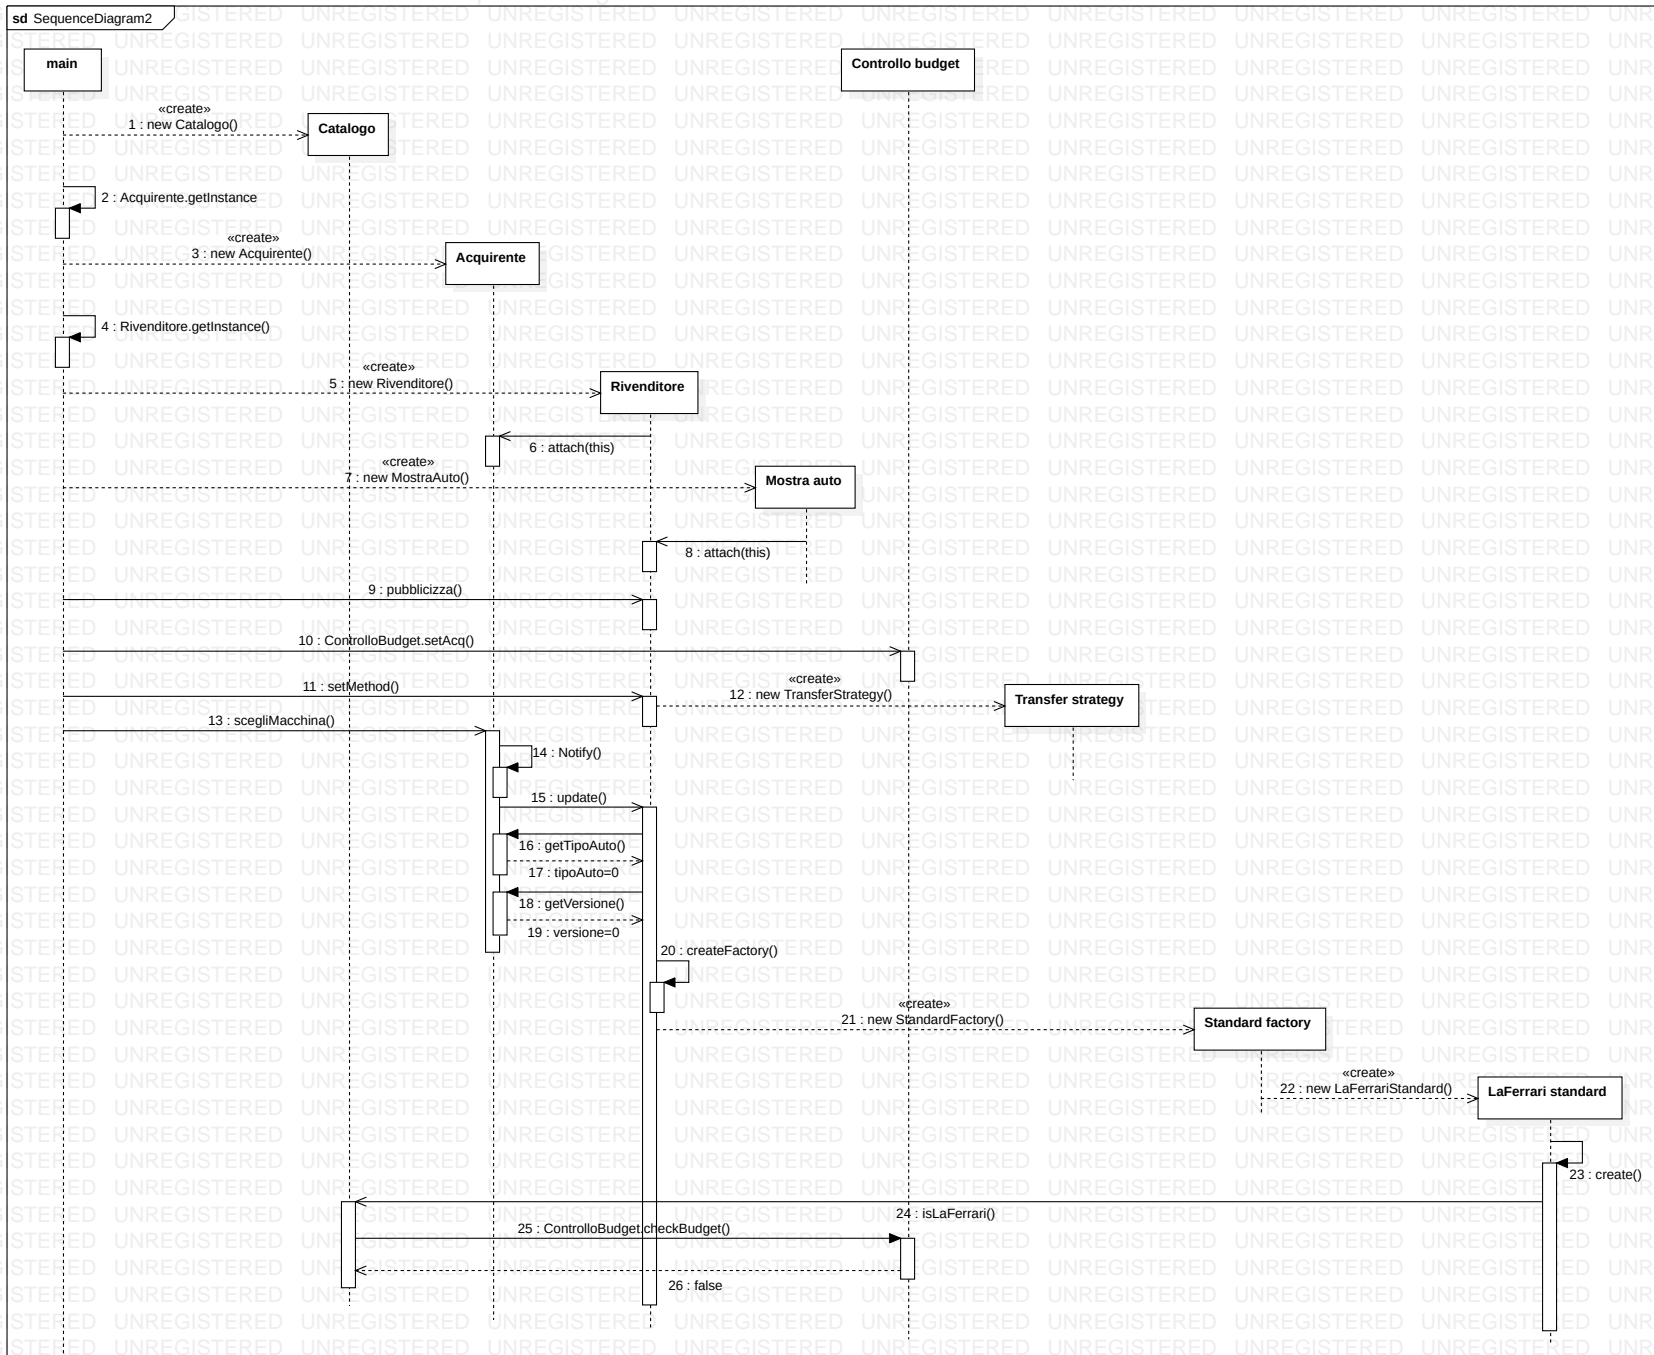 sd SequenceDiagram2
main
Controllo budget
«create»
1 : new Catalogo()
Catalogo
2 : Acquirente.getInstance
«create»
3 : new Acquirente()
Acquirente
4 : Rivenditore.getInstance()
«create»
5 : new Rivenditore()
Rivenditore
6 : attach(this)
«create»
7 : new MostraAuto()
Mostra auto
8 : attach(this)
9 : pubblicizza()
10 : ControlloBudget.setAcq()
11 : setMethod()
«create»
12 : new TransferStrategy()
Transfer strategy
13 : scegliMacchina()
14 : Notify()
15 : update()
16 : getTipoAuto()
17 : tipoAuto=0
18 : getVersione()
19 : versione=0
20 : createFactory()
«create»
21 : new StandardFactory()
Standard factory
«create»
22 : new LaFerrariStandard()
LaFerrari standard
23 : create()
24 : isLaFerrari()
25 : ControlloBudget.checkBudget()
26 : false
UNREGISTERED